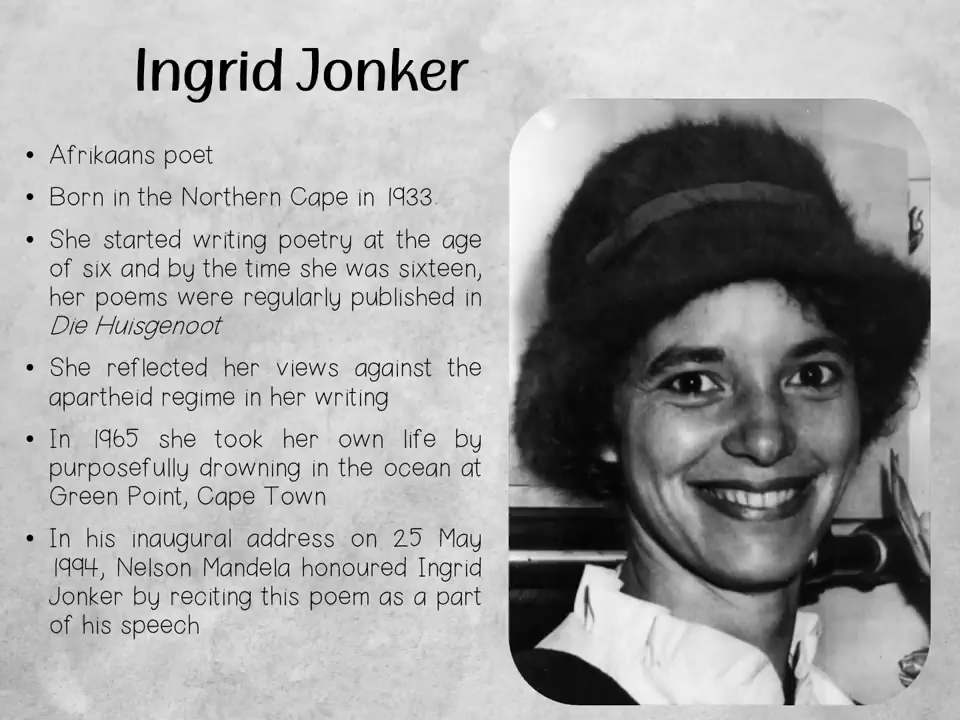 Ingrid Jonker
• Afrikaans poet
• Born in the Northern Cape in 1933.
• She started writing poetry at the age
of six and by the time she was sixteen,
her poems were regularly published in
Die Huisgenoot
• She reflected her views against the
apartheid regime in her writing
• In 1965 she took her own life by
purposefully drowning in the ocean at
Green Point, Cape Town
• In his inaugural address on 25 May
1994, Nelson Mandela honoured Ingrid
Jonker by reciting this poem as a part
of his speech